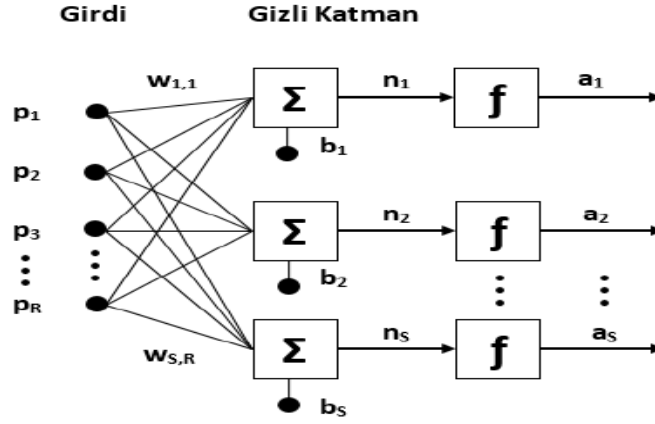 Girdi Gizli Katman
w1,1 Σ n1 ƒ a1
p1
b1
p2
Σ n2 ƒ a2
p3
b2
pR
Σ nS ƒ aS
wS,R
bS